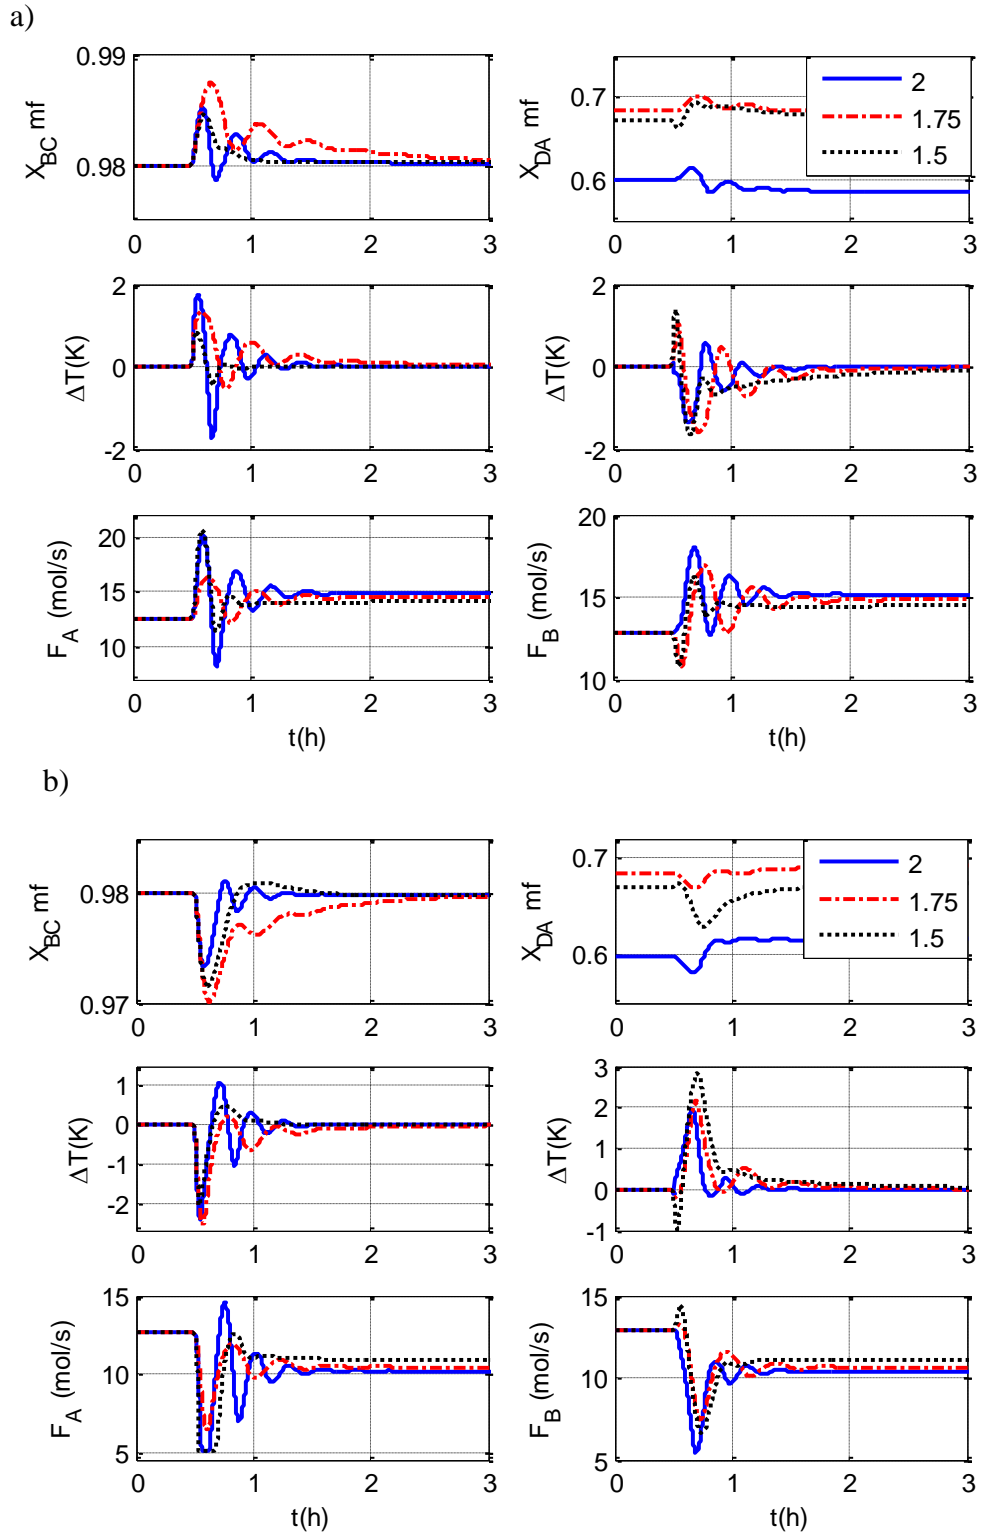 a)
0.99
0.98
X_BC mf
0 1 2 3
0.7
0.6
X_DA mf
2
1.75
1.5
0 1 2 3
2
0
-2
ΔT(K)
0 1 2 3
2
0
-2
ΔT(K)
0 1 2 3
20
15
10
F_A (mol/s)
0 1 2 3
t(h)
20
15
10
F_B (mol/s)
0 1 2 3
t(h)
b)
0.98
0.97
X_BC mf
0 1 2 3
0.7
0.6
X_DA mf
2
1.75
1.5
0 1 2 3
1
0
-1
-2
ΔT(K)
0 1 2 3
3
2
1
0
-1
ΔT(K)
0 1 2 3
15
10
5
F_A (mol/s)
0 1 2 3
t(h)
15
10
5
F_B (mol/s)
0 1 2 3
t(h)